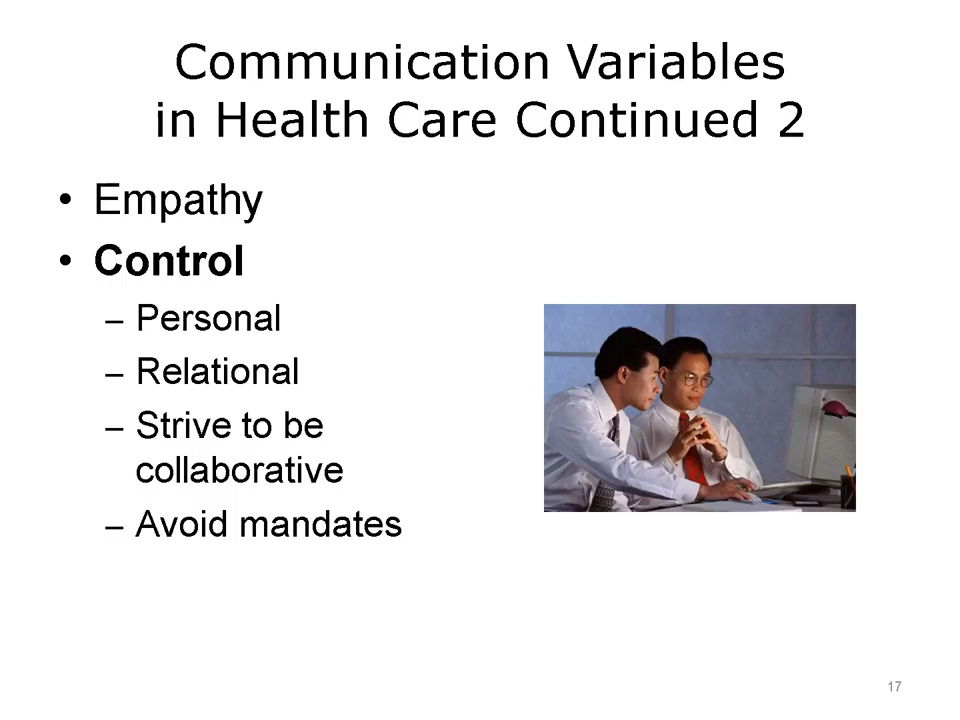 Communication Variables
in Health Care Continued 2
• Empathy
• Control
– Personal
– Relational
– Strive to be
collaborative
– Avoid mandates
17